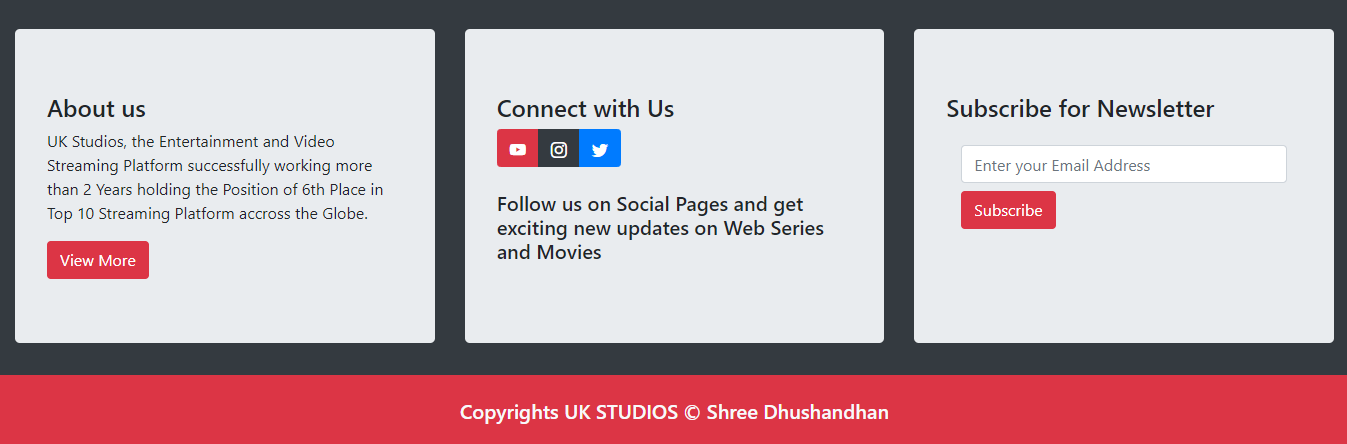 About us
UK Studios, the Entertainment and Video
Streaming Platform successfully working more
than 2 Years holding the Position of 6th Place in
Top 10 Streaming Platform accross the Globe.
View More
Connect with Us
Follow us on Social Pages and get
exciting new updates on Web Series
and Movies
Subscribe for Newsletter
Enter your Email Address
Subscribe
Copyrights UK STUDIOS © Shree Dhushandhan